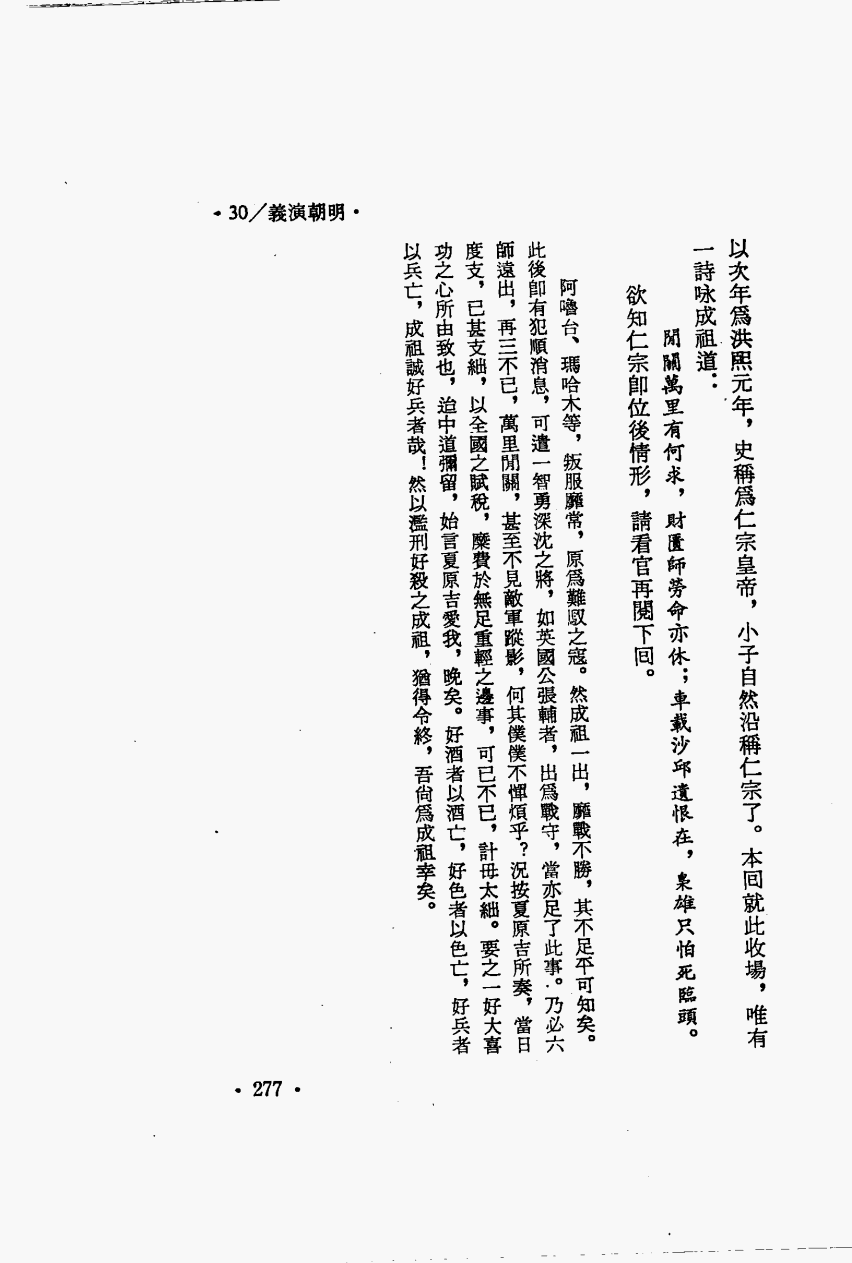 •30／義演朝明•
以次年爲洪熙元年，史稱爲仁宗皇帝，小子自然沿稱仁宗了。本回就此收場，唯有
一詩咏成祖道：
閒關萬里有何求，財匱師勞命亦休；車載沙邱遺恨在，梟雄只怕死臨頭。
欲知仁宗卽位後情形，請看官再閱下回。
阿嚕台、瑪哈木等，叛服靡常，原爲難馭之寇。然成祖一出，靡戰不勝，其不足平可知矣。
此後卽有犯順消息，可遣一智勇深沈之將，如英國公張輔者，出爲戰守，當亦足了此事。乃必六
師遠出，再三不已，萬里閒關，甚至不見敵軍蹤影，何其僕僕不憚煩乎？況按夏原吉所奏，當日
度支，已甚支絀，以全國之賦稅，糜費於無足重輕之邊事，可已不已，計毋太絀。要之一好大喜
功之心所由致也，迨中道彌留，始言夏原吉愛我，晚矣。好酒者以酒亡，好色者以色亡，好兵者
以兵亡，成祖誠好兵者哉！然以濫刑好殺之成祖，猶得令終，吾尙爲成祖幸矣。
•277•